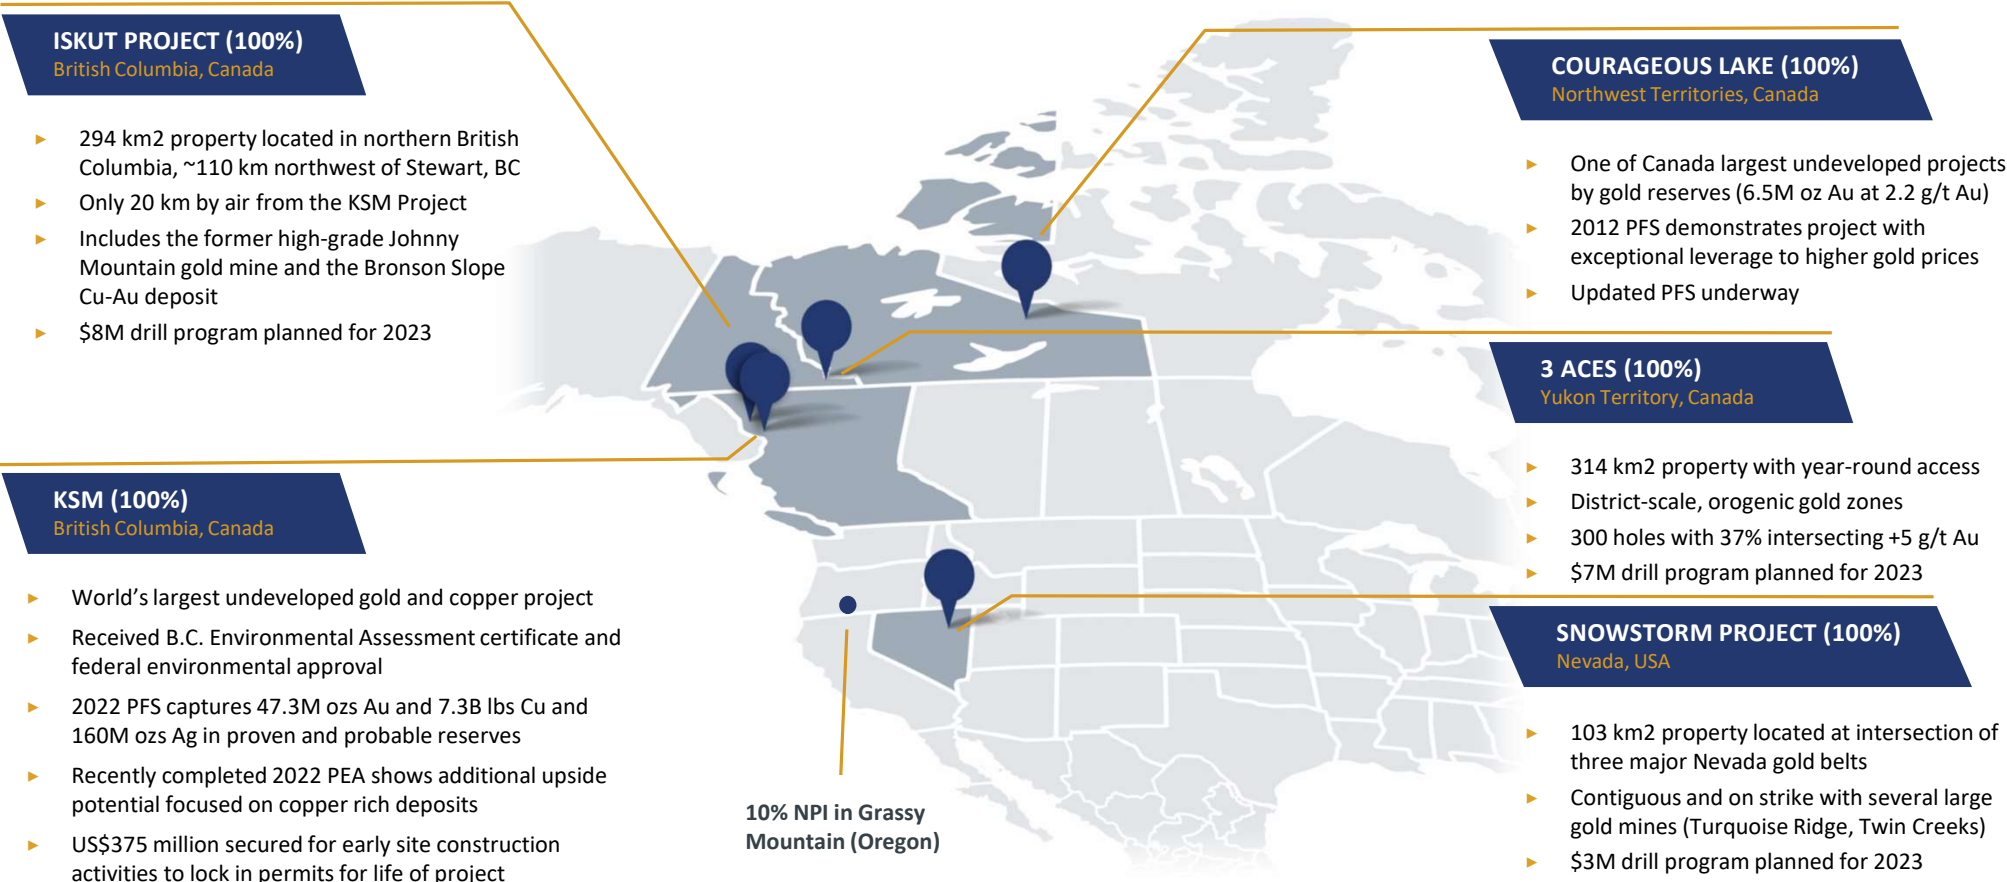 ISKUT PROJECT (100%)
British Columbia, Canada
► 294 km2 property located in northern British
Columbia, ~110 km northwest of Stewart, BC
► Only 20 km by air from the KSM Project
► Includes the former high-grade Johnny
Mountain gold mine and the Bronson Slope
Cu-Au deposit
► $8M drill program planned for 2023
KSM (100%)
British Columbia, Canada
► World’s largest undeveloped gold and copper project
► Received B.C. Environmental Assessment certificate and
federal environmental approval
► 2022 PFS captures 47.3M ozs Au and 7.3B lbs Cu and
160M ozs Ag in proven and probable reserves
► Recently completed 2022 PEA shows additional upside
potential focused on copper rich deposits
► US$375 million secured for early site construction
activities to lock in permits for life of project
10% NPI in Grassy
Mountain (Oregon)
COURAGEOUS LAKE (100%)
Northwest Territories, Canada
► One of Canada largest undeveloped projects
by gold reserves (6.5M oz Au at 2.2 g/t Au)
► 2012 PFS demonstrates project with
exceptional leverage to higher gold prices
► Updated PFS underway
3 ACES (100%)
Yukon Territory, Canada
► 314 km2 property with year-round access
► District-scale, orogenic gold zones
► 300 holes with 37% intersecting +5 g/t Au
► $7M drill program planned for 2023
SNOWSTORM PROJECT (100%)
Nevada, USA
► 103 km2 property located at intersection of
three major Nevada gold belts
► Contiguous and on strike with several large
gold mines (Turquoise Ridge, Twin Creeks)
► $3M drill program planned for 2023